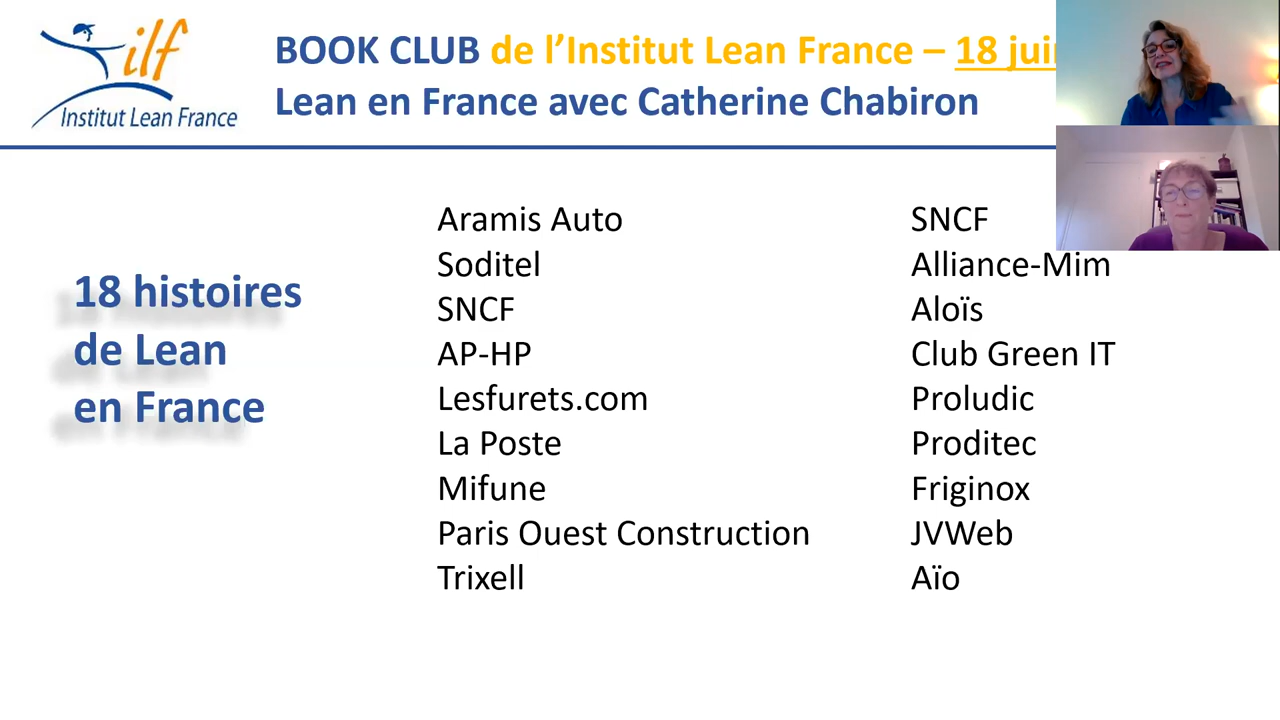 ilf
Institut Lean France
BOOK CLUB de l’Institut Lean France – 18
Lean en France avec Catherine Chabiron
18 histoires
de Lean
en France
Aramis Auto
Soditel
SNCF
AP-HP
Lesfurets.com
La Poste
Mifune
Paris Ouest Construction
Trixell
SNCF
Alliance-Mim
Aloïs
Club Green IT
Proludic
Proditec
Friginox
JVWeb
Aïo